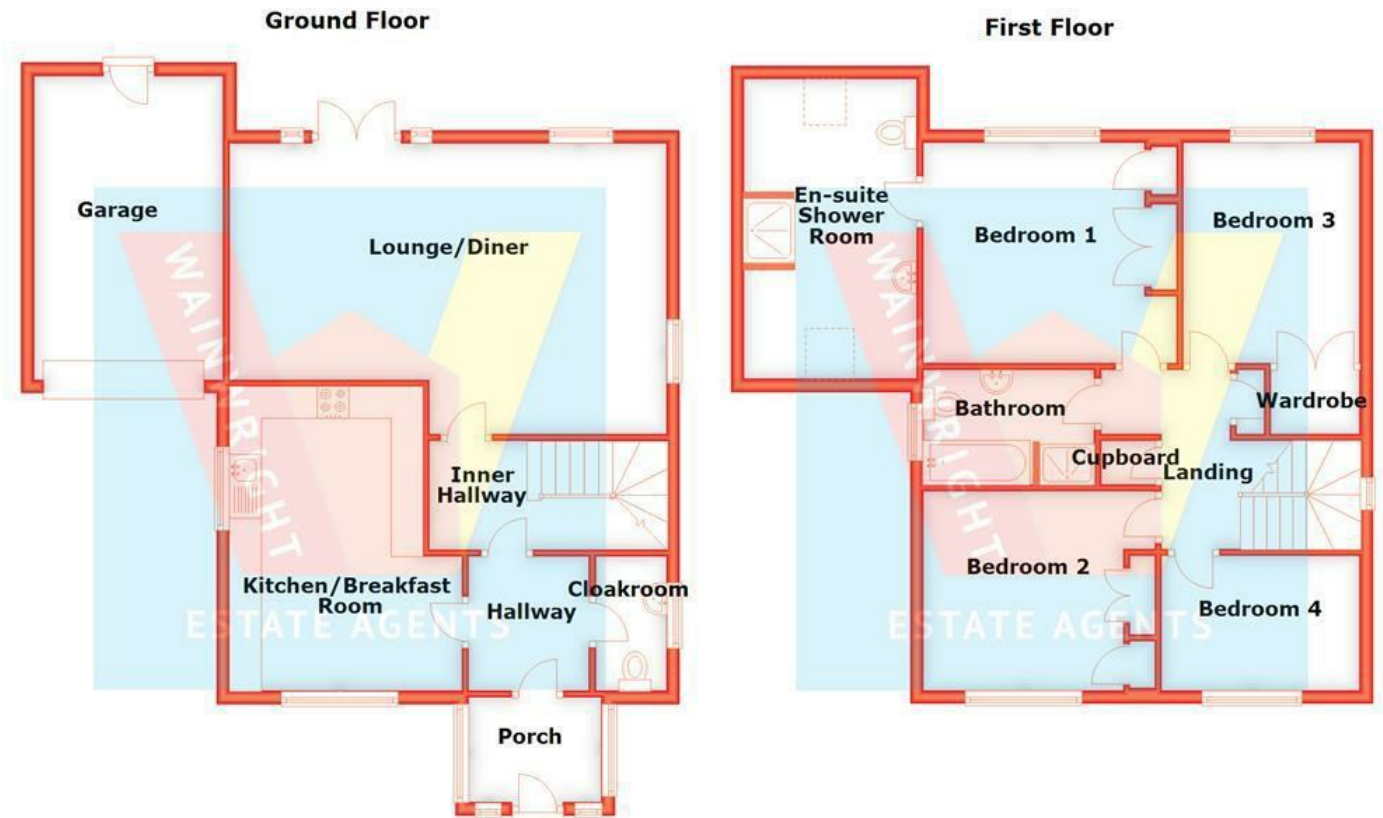 Ground Floor
Garage
Lounge/Diner
Inner
Hallway
Kitchen/Breakfast
Room
Hallway
Cloakroom
Porch
WAINWRIGHT
ESTATE AGENTS
First Floor
En-suite
Shower
Room
Bedroom 1
Bedroom 3
Bathroom
Wardrobe
Cupboard
Landing
Bedroom 2
Bedroom 4
WAINWRIGHT
ESTATE AGENTS